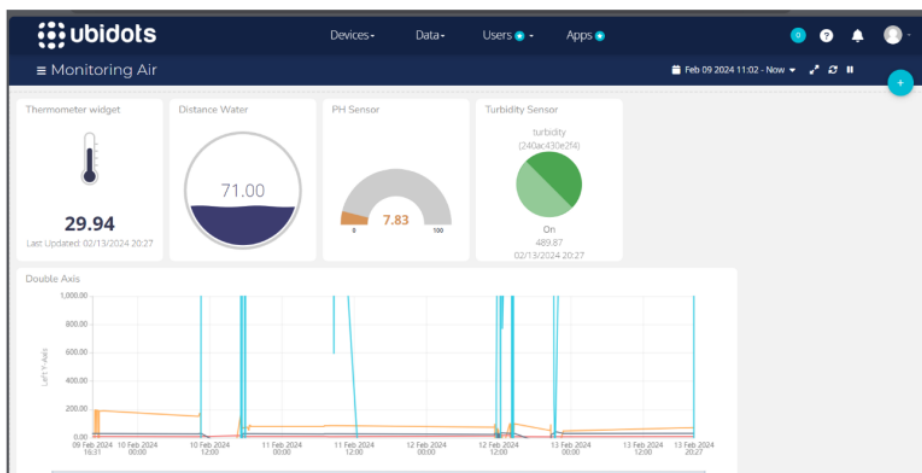 ubidots
Devices
Data
Users
Apps
0
?
Monitoring Air
Feb 09 2024 11:02 - Now
+
Thermometer widget
29.94
Last Updated: 02/13/2024 20:27
Distance Water
71.00
PH Sensor
7.83
0
100
Turbidity Sensor
turbidity
(240ac430e2f4)
On
489.87
02/13/2024 20:27
Double Axis
Left Y-Axis
1,000.00
800.00
600.00
400.00
200.00
0.00
09 Feb 2024 10 Feb 2024 10 Feb 2024 11 Feb 2024 11 Feb 2024 12 Feb 2024 12 Feb 2024 13 Feb 2024 13 Feb 2024 13 Feb 2024
16:31 00:00 12:00 00:00 12:00 00:00 12:00 00:00 12:00 20:27